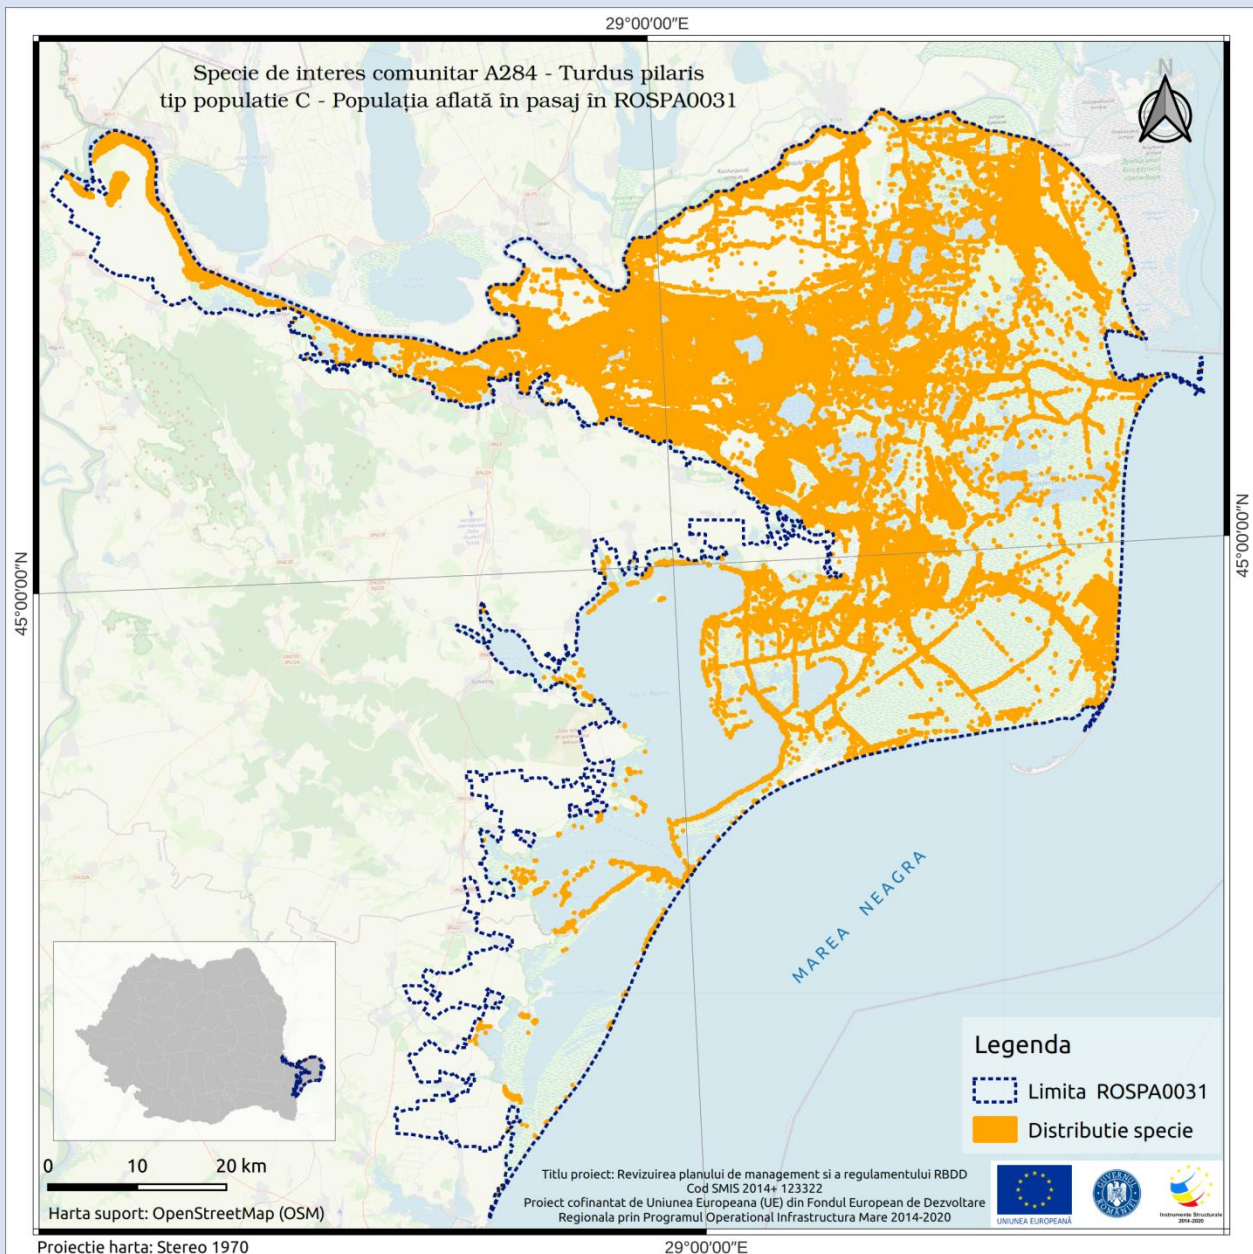 29°00′00″E
Specie de interes comunitar A284 - Turdus pilaris
tip populatie C - Populația aflată în pasaj în ROSPA0031
N
45°00′00″N
45°00′00″N
MAREA NEAGRA
Legenda
Limita ROSPA0031
Distributie specie
0 10 20 km
Harta suport: OpenStreetMap (OSM)
Titlu proiect: Revizuirea planului de management si a regulamentului RBDD
Cod SMIS 2014+ 123322
Proiect cofinantat de Uniunea Europeana (UE) din Fondul European de Dezvoltare
Regionala prin Programul Operational Infrastructura Mare 2014-2020
UNIUNEA EUROPEANĂ
GUVERNUL ROMÂNIEI
Instrumente Structurale
2014-2020
Proiectie harta: Stereo 1970
29°00′00″E